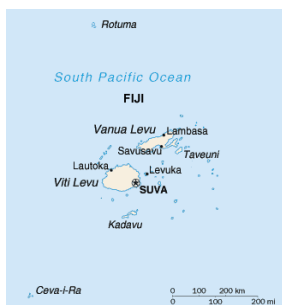 Rotuma
South Pacific Ocean
FIJI
Vanua Levu
Lambasa
Savusavu
Taveuni
Lautoka
Levuka
Viti Levu
SUVA
Kadavu
Ceva-i-Ra
0 100 200 km
0 100 200 mi